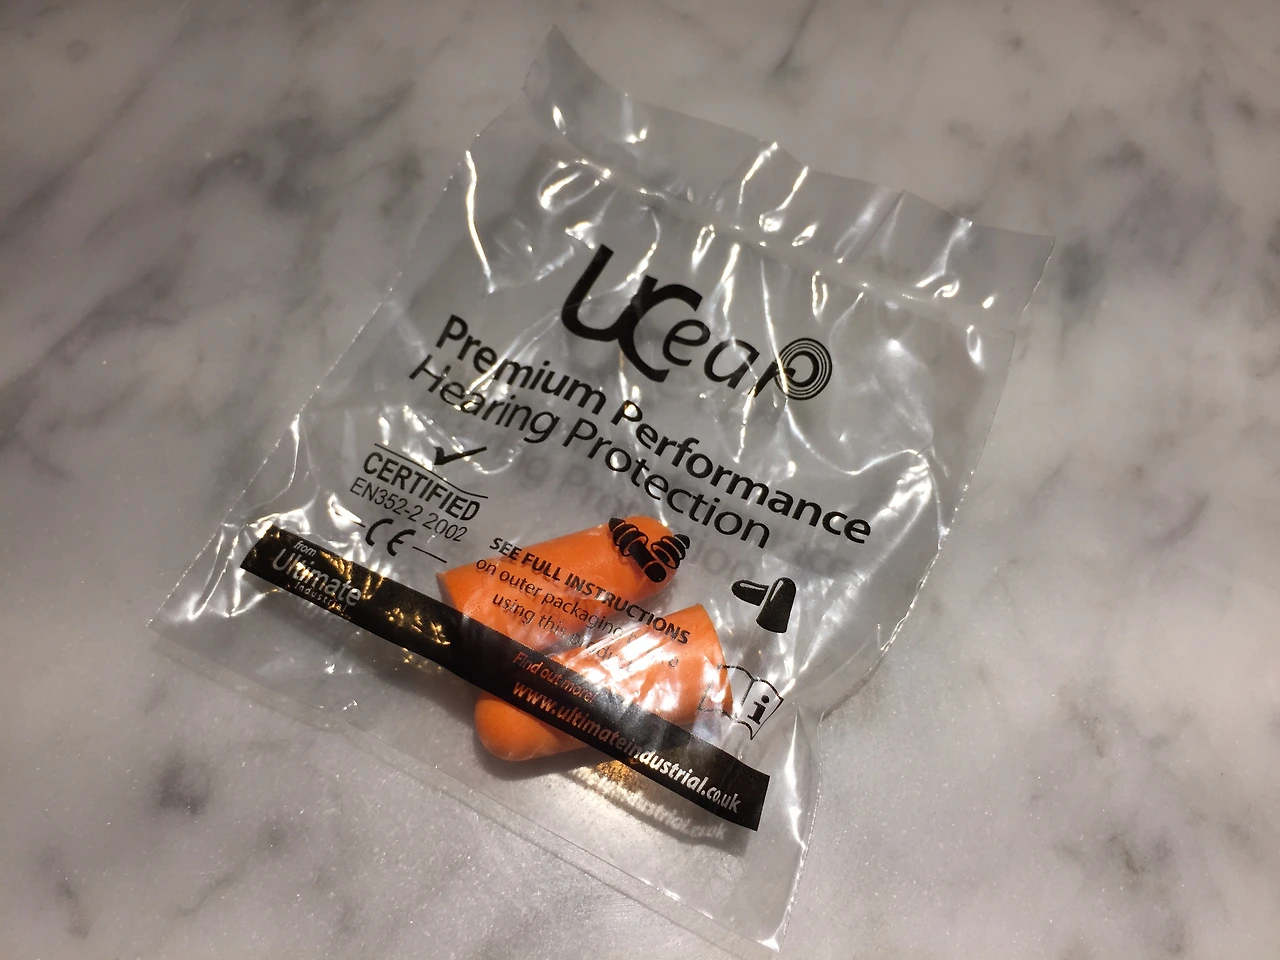 UCear
Premium Performance
Hearing Protection
CERTIFIED
EN352-2 2002
CE
SEE FULL INSTRUCTIONS
on outer packaging
using this
i
from
Ultimate
Industrial
Find out more:
www.ultimateindustrial.co.uk